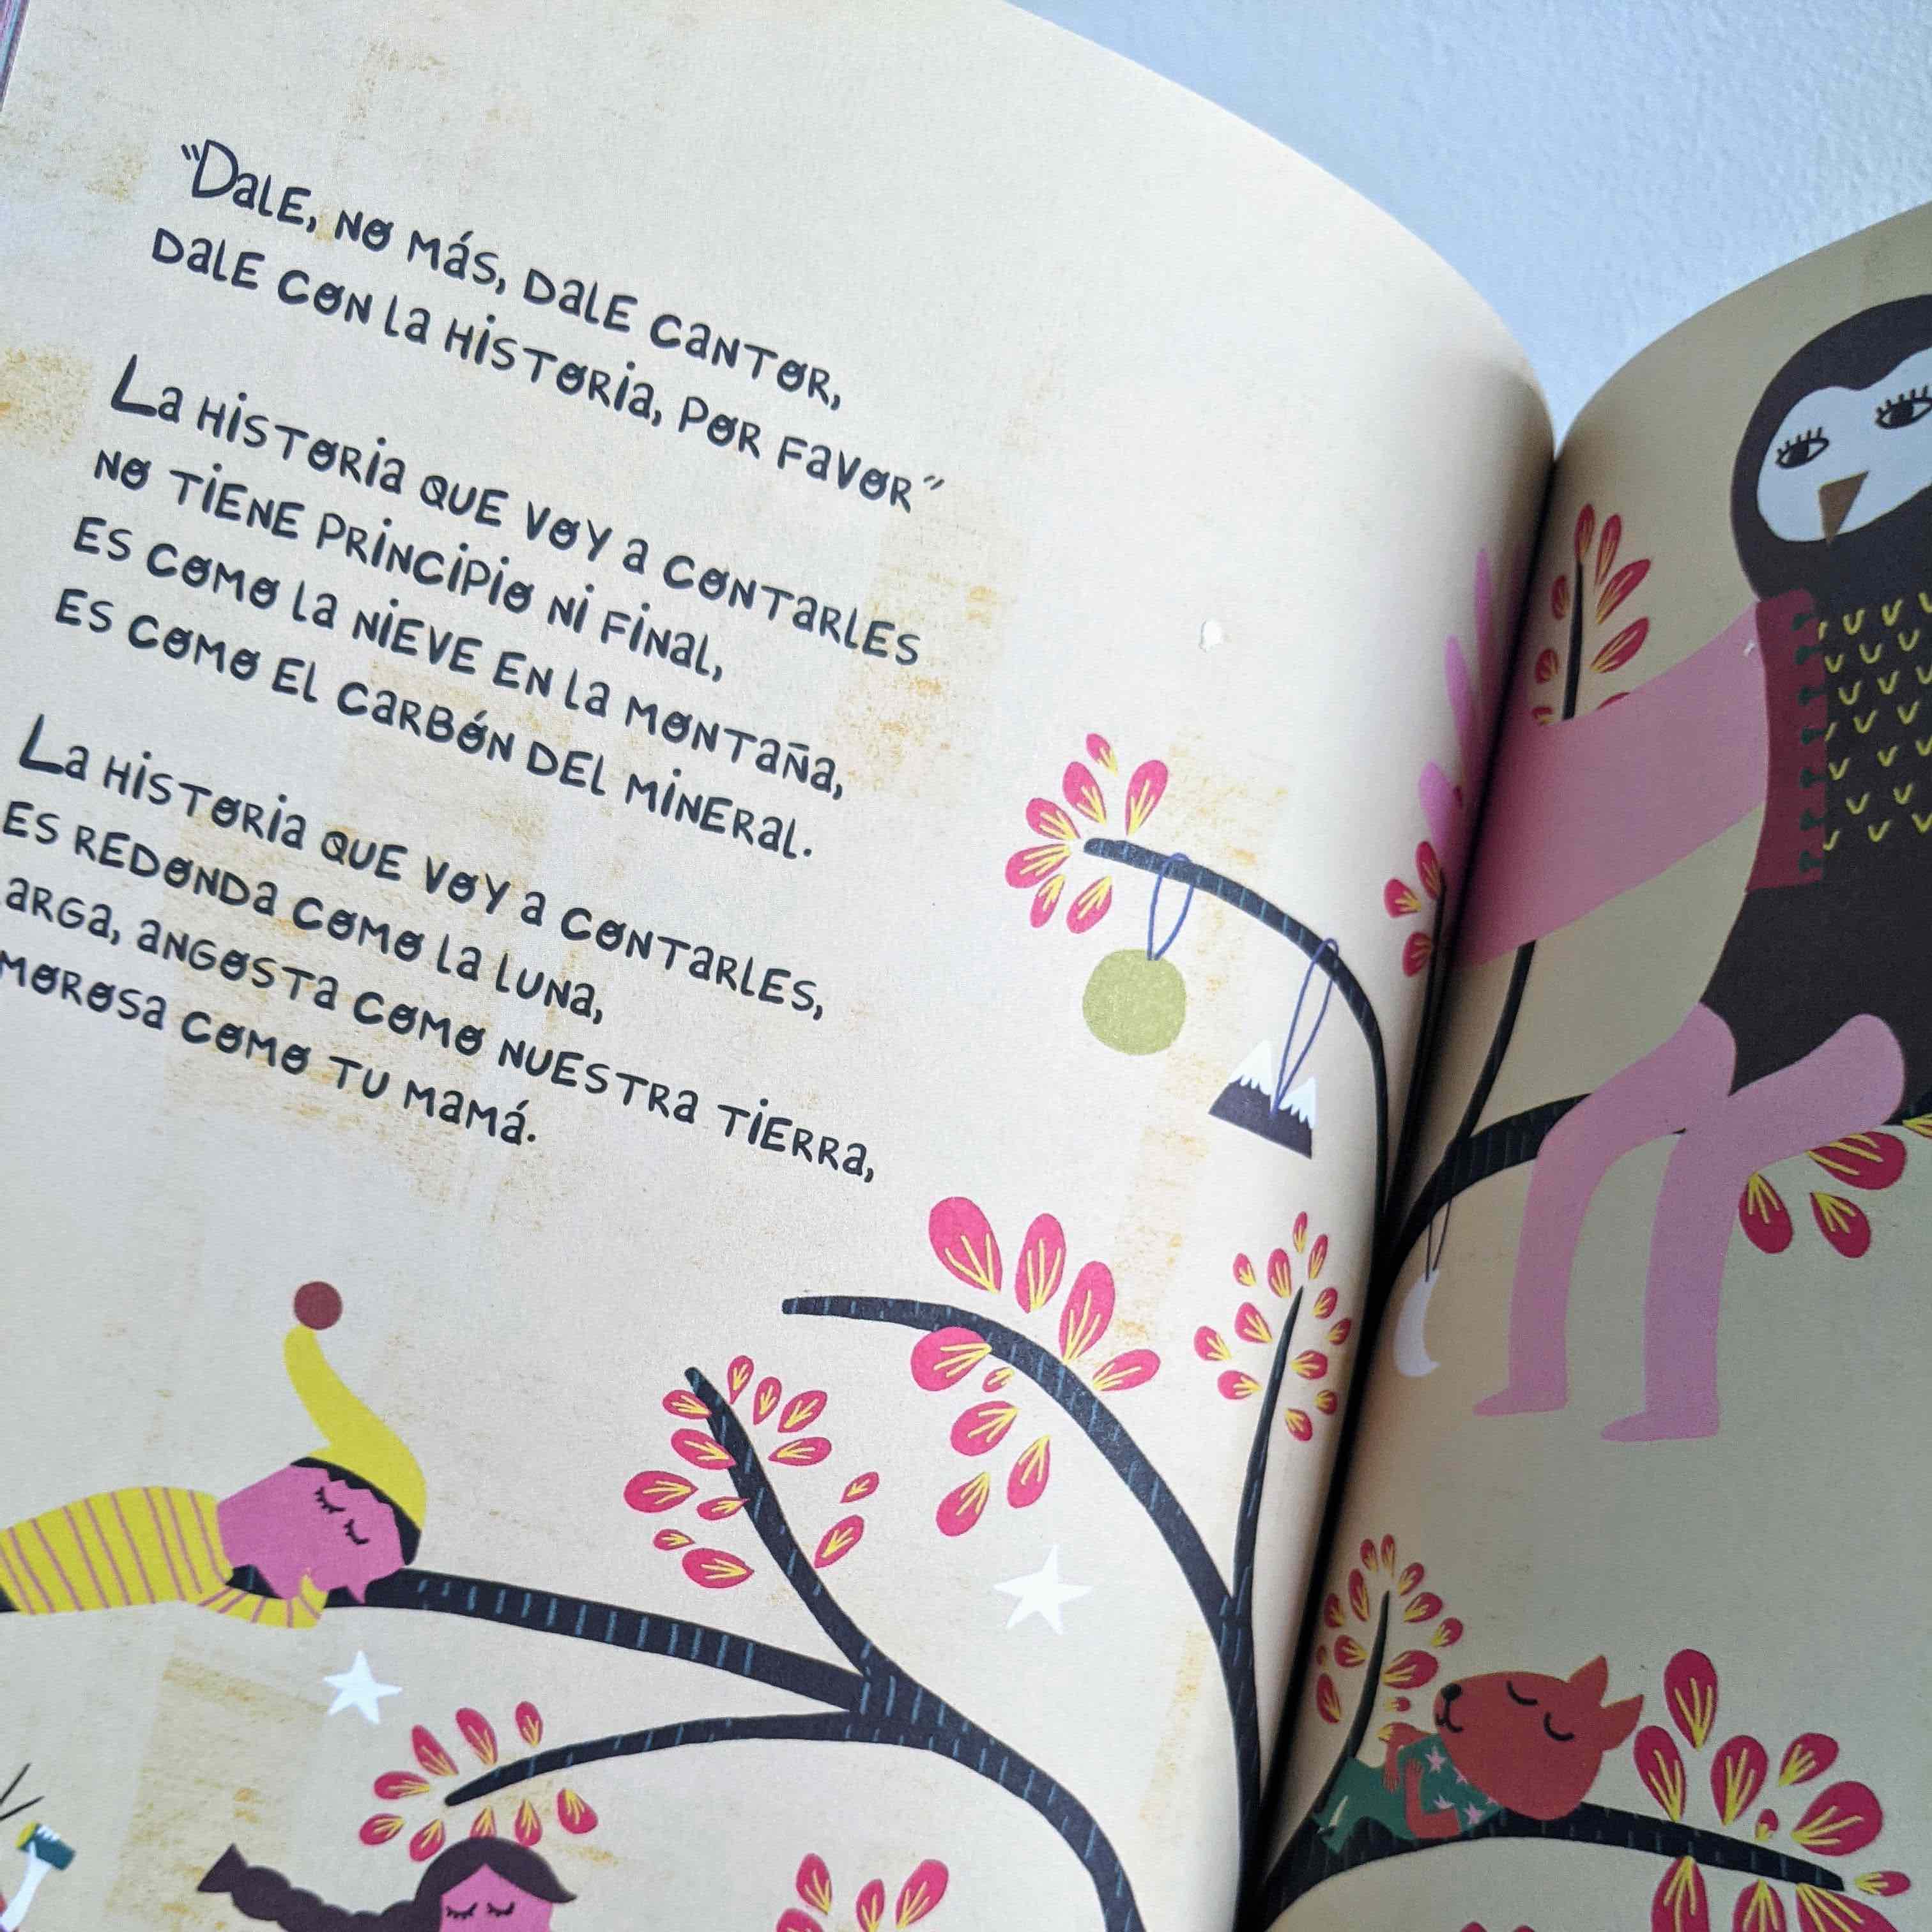 "Dale, no más, dale cantor,
dale con la historia, por favor"
La historia que voy a contarles
no tiene principio ni final,
es como la nieve en la montaña,
es como el carbón del mineral.
La historia que voy a contarles,
es redonda como la luna,
arga, angosta como nuestra tierra,
morosa como tu mamá.